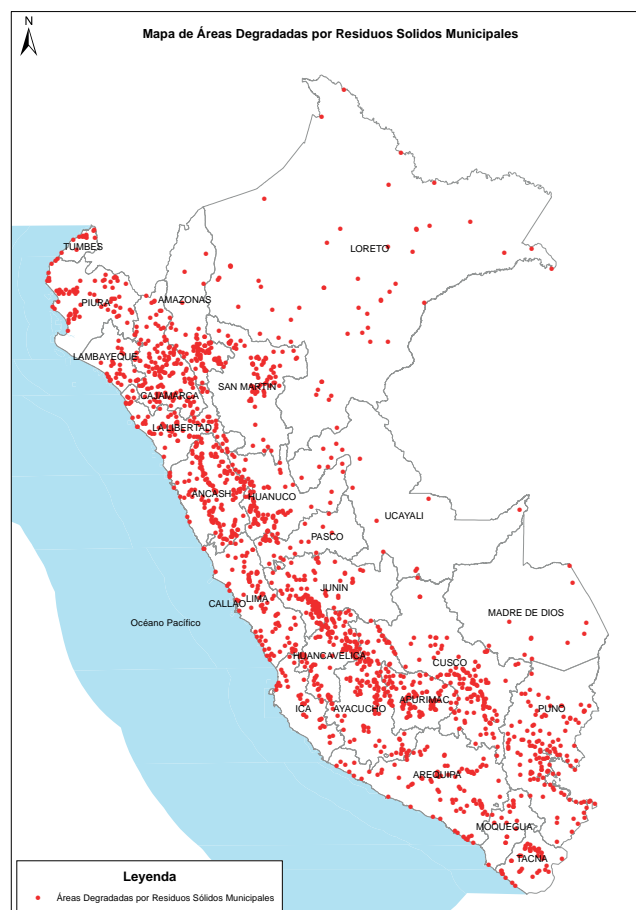 N
Mapa de Áreas Degradadas por Residuos Solidos Municipales
LORETO
TUMBES
PIURA
AMAZONAS
LAMBAYEQUE
SAN MARTIN
CAJAMARCA
LA LIBERTAD
ANCASH
HUANUCO
UCAYALI
PASCO
JUNIN
MADRE DE DIOS
CALLAO
LIMA
Océano Pacífico
HUANCAVELICA
CUSCO
ICA
AYACUCHO
APURIMAC
PUNO
AREQUIPA
MOQUEGUA
TACNA
Leyenda
Áreas Degradadas por Residuos Sólidos Municipales